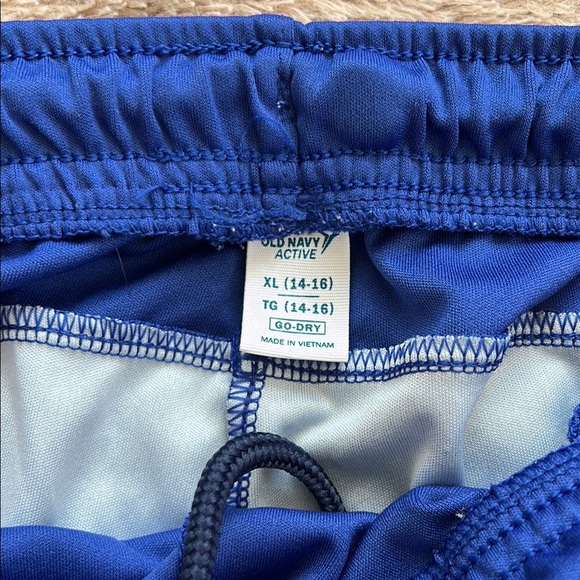 OLD NAVY
ACTIVE
XL (14-16)
TG (14-16)
GO-DRY
MADE IN VIETNAM